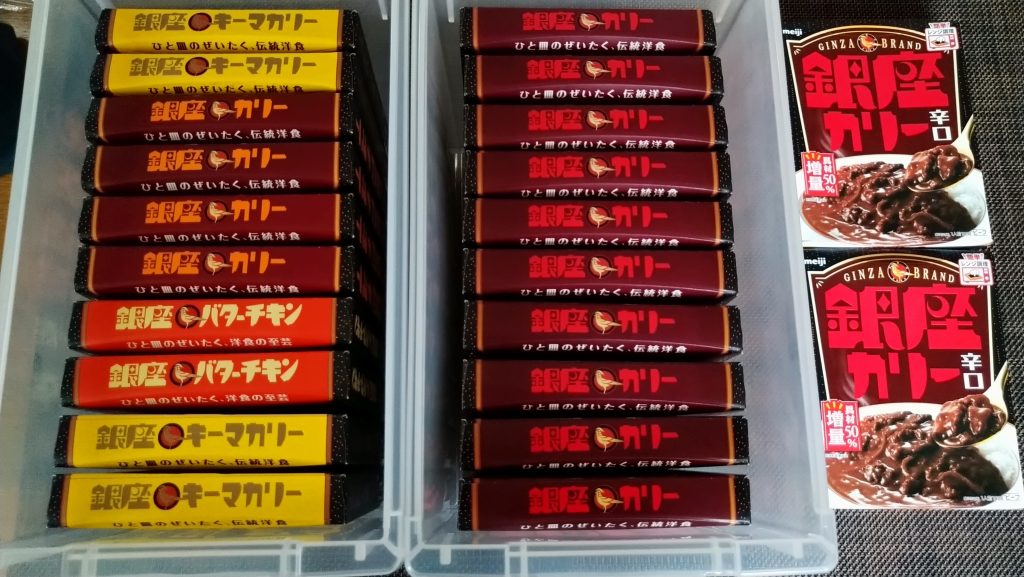 銀座キーマカリー
ひと皿のぜいたく、伝統洋食
銀座キーマカリー
ひと皿のぜいたく、伝統洋食
銀座カリー
ひと皿のぜいたく、伝統洋食
銀座カリー
ひと皿のぜいたく、伝統洋食
銀座カリー
ひと皿のぜいたく、伝統洋食
銀座カリー
ひと皿のぜいたく、伝統洋食
銀座バターチキン
ひと皿のぜいたく、洋食の至芸
銀座バターチキン
ひと皿のぜいたく、洋食の至芸
銀座キーマカリー
ひと皿のぜいたく、伝統洋食
銀座キーマカリー
ひと皿のぜいたく、伝統洋食
銀座カリー
ひと皿のぜいたく、伝統洋食
銀座カリー
ひと皿のぜいたく、伝統洋食
銀座カリー
ひと皿のぜいたく、伝統洋食
銀座カリー
ひと皿のぜいたく、伝統洋食
銀座カリー
ひと皿のぜいたく、伝統洋食
銀座カリー
ひと皿のぜいたく、伝統洋食
銀座カリー
ひと皿のぜいたく、伝統洋食
銀座カリー
ひと皿のぜいたく、伝統洋食
銀座カリー
ひと皿のぜいたく、伝統洋食
銀座カリー
meiji
GINZA BRAND
簡単
レンジ調理
銀座
カリー
辛口
具材50%
増量
meiji
GINZA BRAND
簡単
レンジ調理
銀座
カリー
辛口
具材50%
増量